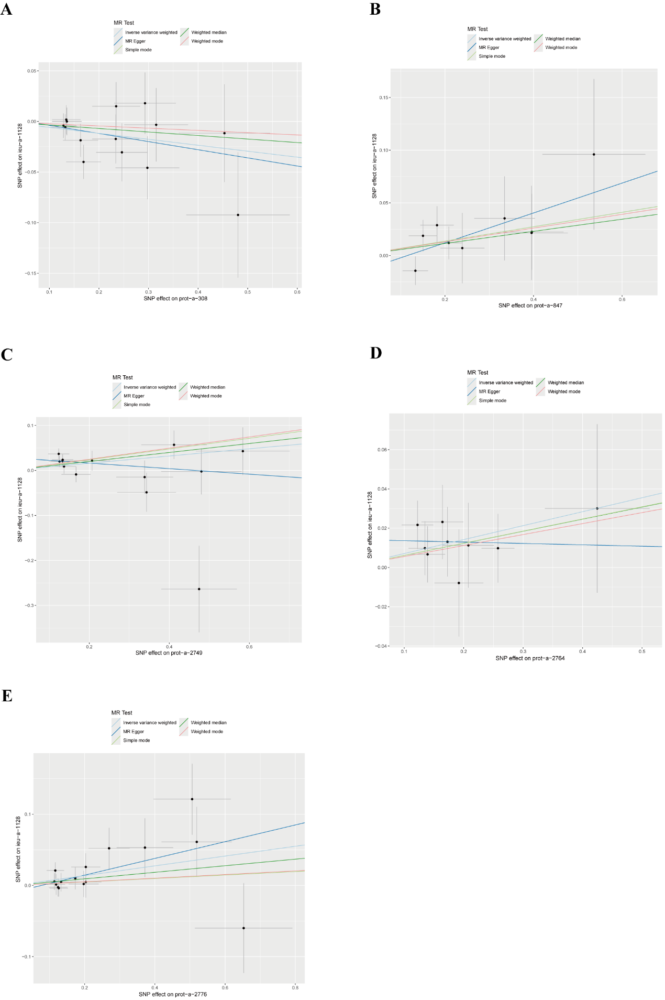 A
MR Test
Inverse variance weighted
Weighted median
MR Egger
Weighted mode
Simple mode
0.05
0.00
−0.05
−0.10
−0.15
SNP effect on ieu−a−1128
0.1
0.2
0.3
0.4
0.5
0.6
SNP effect on prot−a−308
B
MR Test
Inverse variance weighted
Weighted median
MR Egger
Weighted mode
Simple mode
0.15
0.10
0.05
0.00
SNP effect on ieu−a−1128
0.2
0.4
0.6
SNP effect on prot−a−847
C
MR Test
Inverse variance weighted
Weighted median
MR Egger
Weighted mode
Simple mode
0.1
0.0
−0.1
−0.2
−0.3
SNP effect on ieu−a−1128
0.2
0.4
0.6
SNP effect on prot−a−2749
D
MR Test
Inverse variance weighted
Weighted median
MR Egger
Weighted mode
Simple mode
0.06
0.04
0.02
0.00
−0.02
−0.04
SNP effect on ieu−a−1128
0.1
0.2
0.3
0.4
0.5
SNP effect on prot−a−2764
E
MR Test
Inverse variance weighted
Weighted median
MR Egger
Weighted mode
Simple mode
0.1
0.0
−0.1
SNP effect on ieu−a−1128
0.2
0.4
0.6
0.8
SNP effect on prot−a−2776